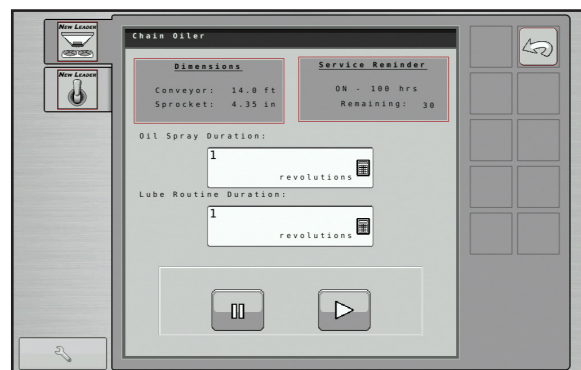 NEW LEADER
NEW LEADER
Chain Oiler
Dimensions
Conveyor: 14.0 ft
Sprocket: 4.35 in
Service Reminder
ON - 100 hrs
Remaining: 30
Oil Spray Duration:
1
revolutions
Lube Routine Duration:
1
revolutions